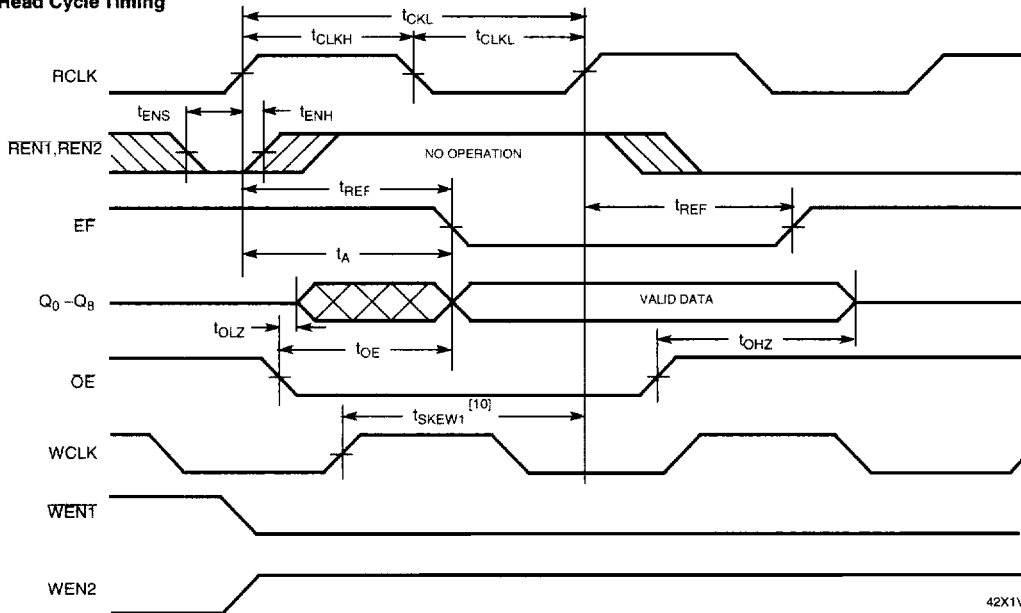 Read Cycle Timing
tCKL
tCLKH
tCLKL
RCLK
tENS
tENH
REN1,REN2
NO OPERATION
tREF
tREF
EF
tA
Q0 –Q8
VALID DATA
tOLZ
tOE
tOHZ
OE
tSKEW1 [10]
WCLK
WEN1
WEN2